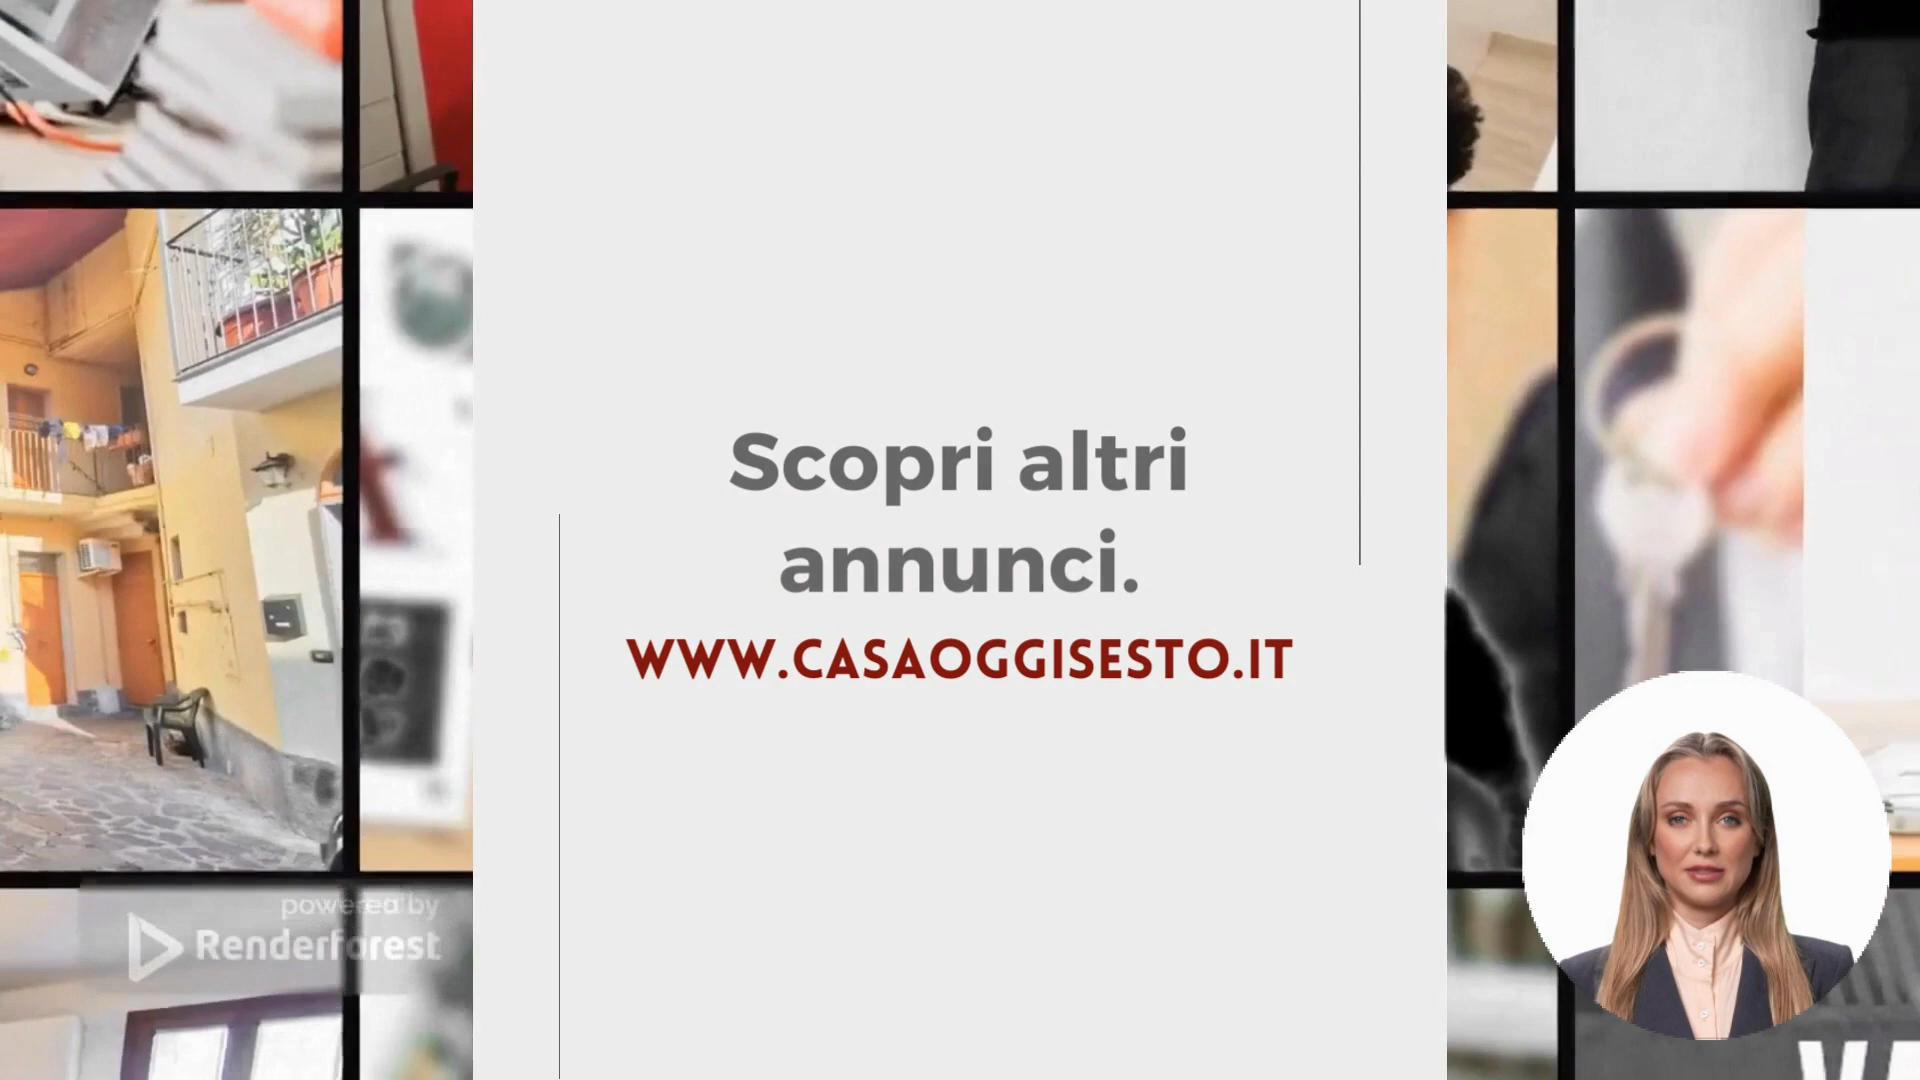 Scopri altri
annunci.
WWW.CASAOGGISESTO.IT
powered by
Renderforest